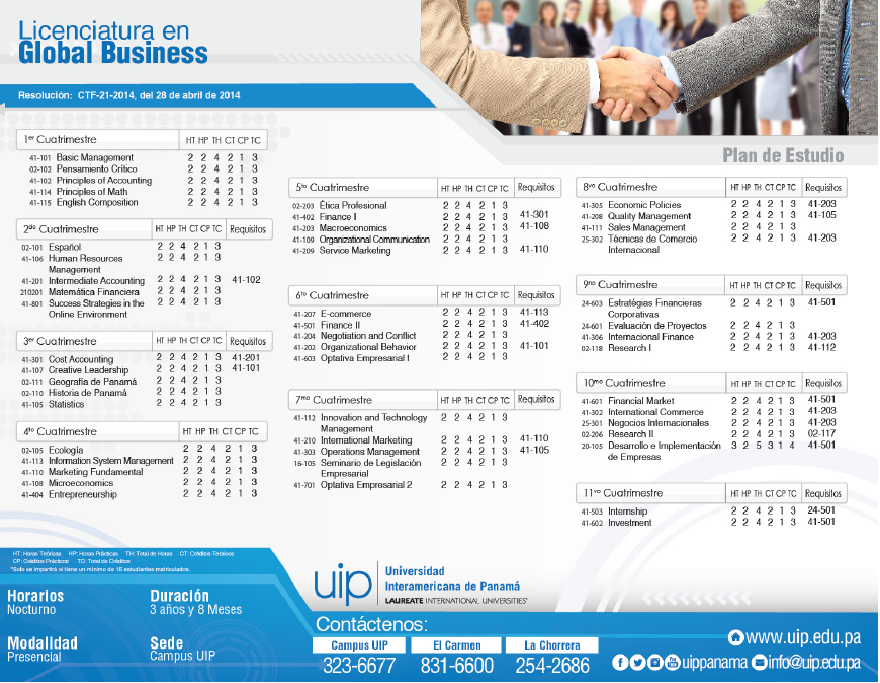 Licenciatura en
Global Business
Resolución: CTF-21-2014, del 28 de abril de 2014
Plan de Estudio
1er Cuatrimestre HT HP TH CT CP TC
41-101 Basic Management 2 2 4 2 1 3
02-102 Pensamiento Crítico 2 2 4 2 1 3
41-102 Principles of Accounting 2 2 4 2 1 3
41-114 Principles of Math 2 2 4 2 1 3
41-115 English Composition 2 2 4 2 1 3
2do Cuatrimestre HT HP TH CT CP TC Requisitos
02-101 Español 2 2 4 2 1 3
41-106 Human Resources 2 2 4 2 1 3
Management
41-201 Intermediate Accounting 2 2 4 2 1 3 41-102
210201 Matemática Financiera 2 2 4 2 1 3
41-801 Success Strategies in the 2 2 4 2 1 3
Online Environment
3er Cuatrimestre HT HP TH CT CP TC Requisitos
41-301 Cost Accounting 2 2 4 2 1 3 41-201
41-107 Creative Leadership 2 2 4 2 1 3 41-101
02-111 Geografía de Panamá 2 2 4 2 1 3
02-110 Historia de Panamá 2 2 4 2 1 3
41-105 Statistics 2 2 4 2 1 3
4to Cuatrimestre HT HP TH CT CP TC
02-105 Ecología 2 2 4 2 1 3
41-113 Information System Management 2 2 4 2 1 3
41-110 Marketing Fundamental 2 2 4 2 1 3
41-108 Microeconomics 2 2 4 2 1 3
41-404 Entrepreneurship 2 2 4 2 1 3
5to Cuatrimestre HT HP TH CT CP TC Requisitos
02-203 Ética Profesional 2 2 4 2 1 3
41-402 Finance I 2 2 4 2 1 3 41-301
41-203 Macroeconomics 2 2 4 2 1 3 41-108
41-109 Organizational Communication 2 2 4 2 1 3
41-209 Service Marketing 2 2 4 2 1 3 41-110
6to Cuatrimestre HT HP TH CT CP TC Requisitos
41-207 E-commerce 2 2 4 2 1 3 41-113
41-501 Finance II 2 2 4 2 1 3 41-402
41-204 Negotiation and Conflict 2 2 4 2 1 3
41-202 Organizational Behavior 2 2 4 2 1 3 41-101
41-603 Optativa Empresarial I 2 2 4 2 1 3
7mo Cuatrimestre HT HP TH CT CP TC Requisitos
41-112 Innovation and Technology 2 2 4 2 1 3
Management
41-210 International Marketing 2 2 4 2 1 3 41-110
41-303 Operations Management 2 2 4 2 1 3 41-105
16-105 Seminario de Legislación 2 2 4 2 1 3
Empresarial
41-701 Optativa Empresarial 2 2 2 4 2 1 3
8vo Cuatrimestre HT HP TH CT CP TC Requisitos
41-305 Economic Policies 2 2 4 2 1 3 41-203
41-208 Quality Management 2 2 4 2 1 3 41-105
41-111 Sales Management 2 2 4 2 1 3
25-302 Técnicas de Comercio 2 2 4 2 1 3 41-203
Internacional
9no Cuatrimestre HT HP TH CT CP TC Requisitos
24-603 Estratégias Financieras 2 2 4 2 1 3 41-501
Corporativas
24-601 Evaluación de Proyectos 2 2 4 2 1 3
41-306 Internacional Finance 2 2 4 2 1 3 41-203
02-118 Research I 2 2 4 2 1 3 41-112
10mo Cuatrimestre HT HP TH CT CP TC Requisitos
41-601 Financial Market 2 2 4 2 1 3 41-501
41-302 International Commerce 2 2 4 2 1 3 41-203
25-301 Negocios Internacionales 2 2 4 2 1 3 41-203
02-206 Research II 2 2 4 2 1 3 02-117
20-105 Desarrollo e Implementación 3 2 5 3 1 4 41-501
de Empresas
11vo Cuatrimestre HT HP TH CT CP TC Requisitos
41-503 Internship 2 2 4 2 1 3 24-501
41-602 Investment 2 2 4 2 1 3 41-501
HT: Horas Teóricas HP: Horas Prácticas TH: Total de Horas CT: Créditos Teóricos
CP: Créditos Prácticos TC: Total de Créditos
*Solo se impartirá si tiene un mínimo de 15 estudiantes matriculados.
Horarios
Nocturno
Duración
3 años y 8 Meses
Modalidad
Presencial
Sede
Campus UIP
uip
Universidad
Interamericana de Panamá
LAUREATE INTERNATIONAL UNIVERSITIES®
Contáctenos:
Campus UIP El Carmen La Chorrera
323-6677 831-6600 254-2686
www.uip.edu.pa
uippanama info@uip.edu.pa